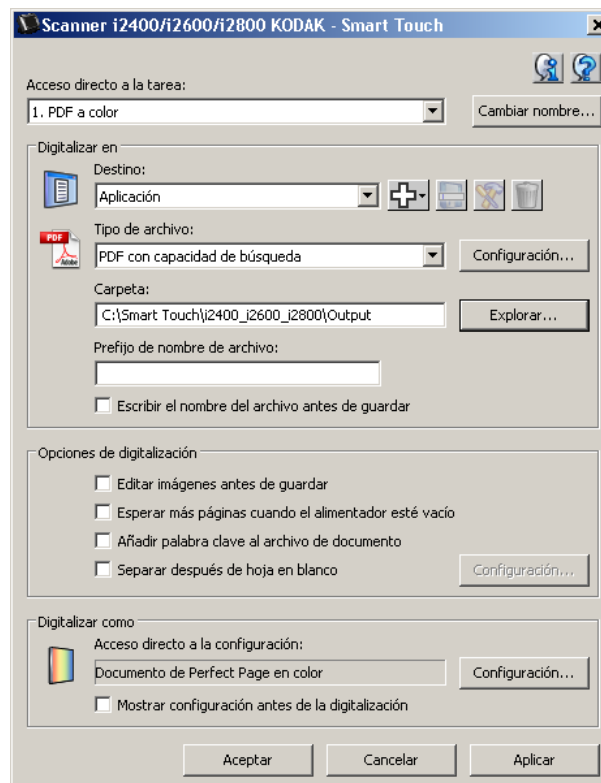 Scanner i2400/i2600/i2800 KODAK - Smart Touch
Acceso directo a la tarea:
1. PDF a color
Cambiar nombre...
Digitalizar en
Destino:
Aplicación
Tipo de archivo:
PDF
Adobe
PDF con capacidad de búsqueda
Configuración...
Carpeta:
C:\Smart Touch\i2400_i2600_i2800\Output
Explorar...
Prefijo de nombre de archivo:
Escribir el nombre del archivo antes de guardar
Opciones de digitalización
Editar imágenes antes de guardar
Esperar más páginas cuando el alimentador esté vacío
Añadir palabra clave al archivo de documento
Separar después de hoja en blanco
Configuración...
Digitalizar como
Acceso directo a la configuración:
Documento de Perfect Page en color
Configuración...
Mostrar configuración antes de la digitalización
Aceptar
Cancelar
Aplicar